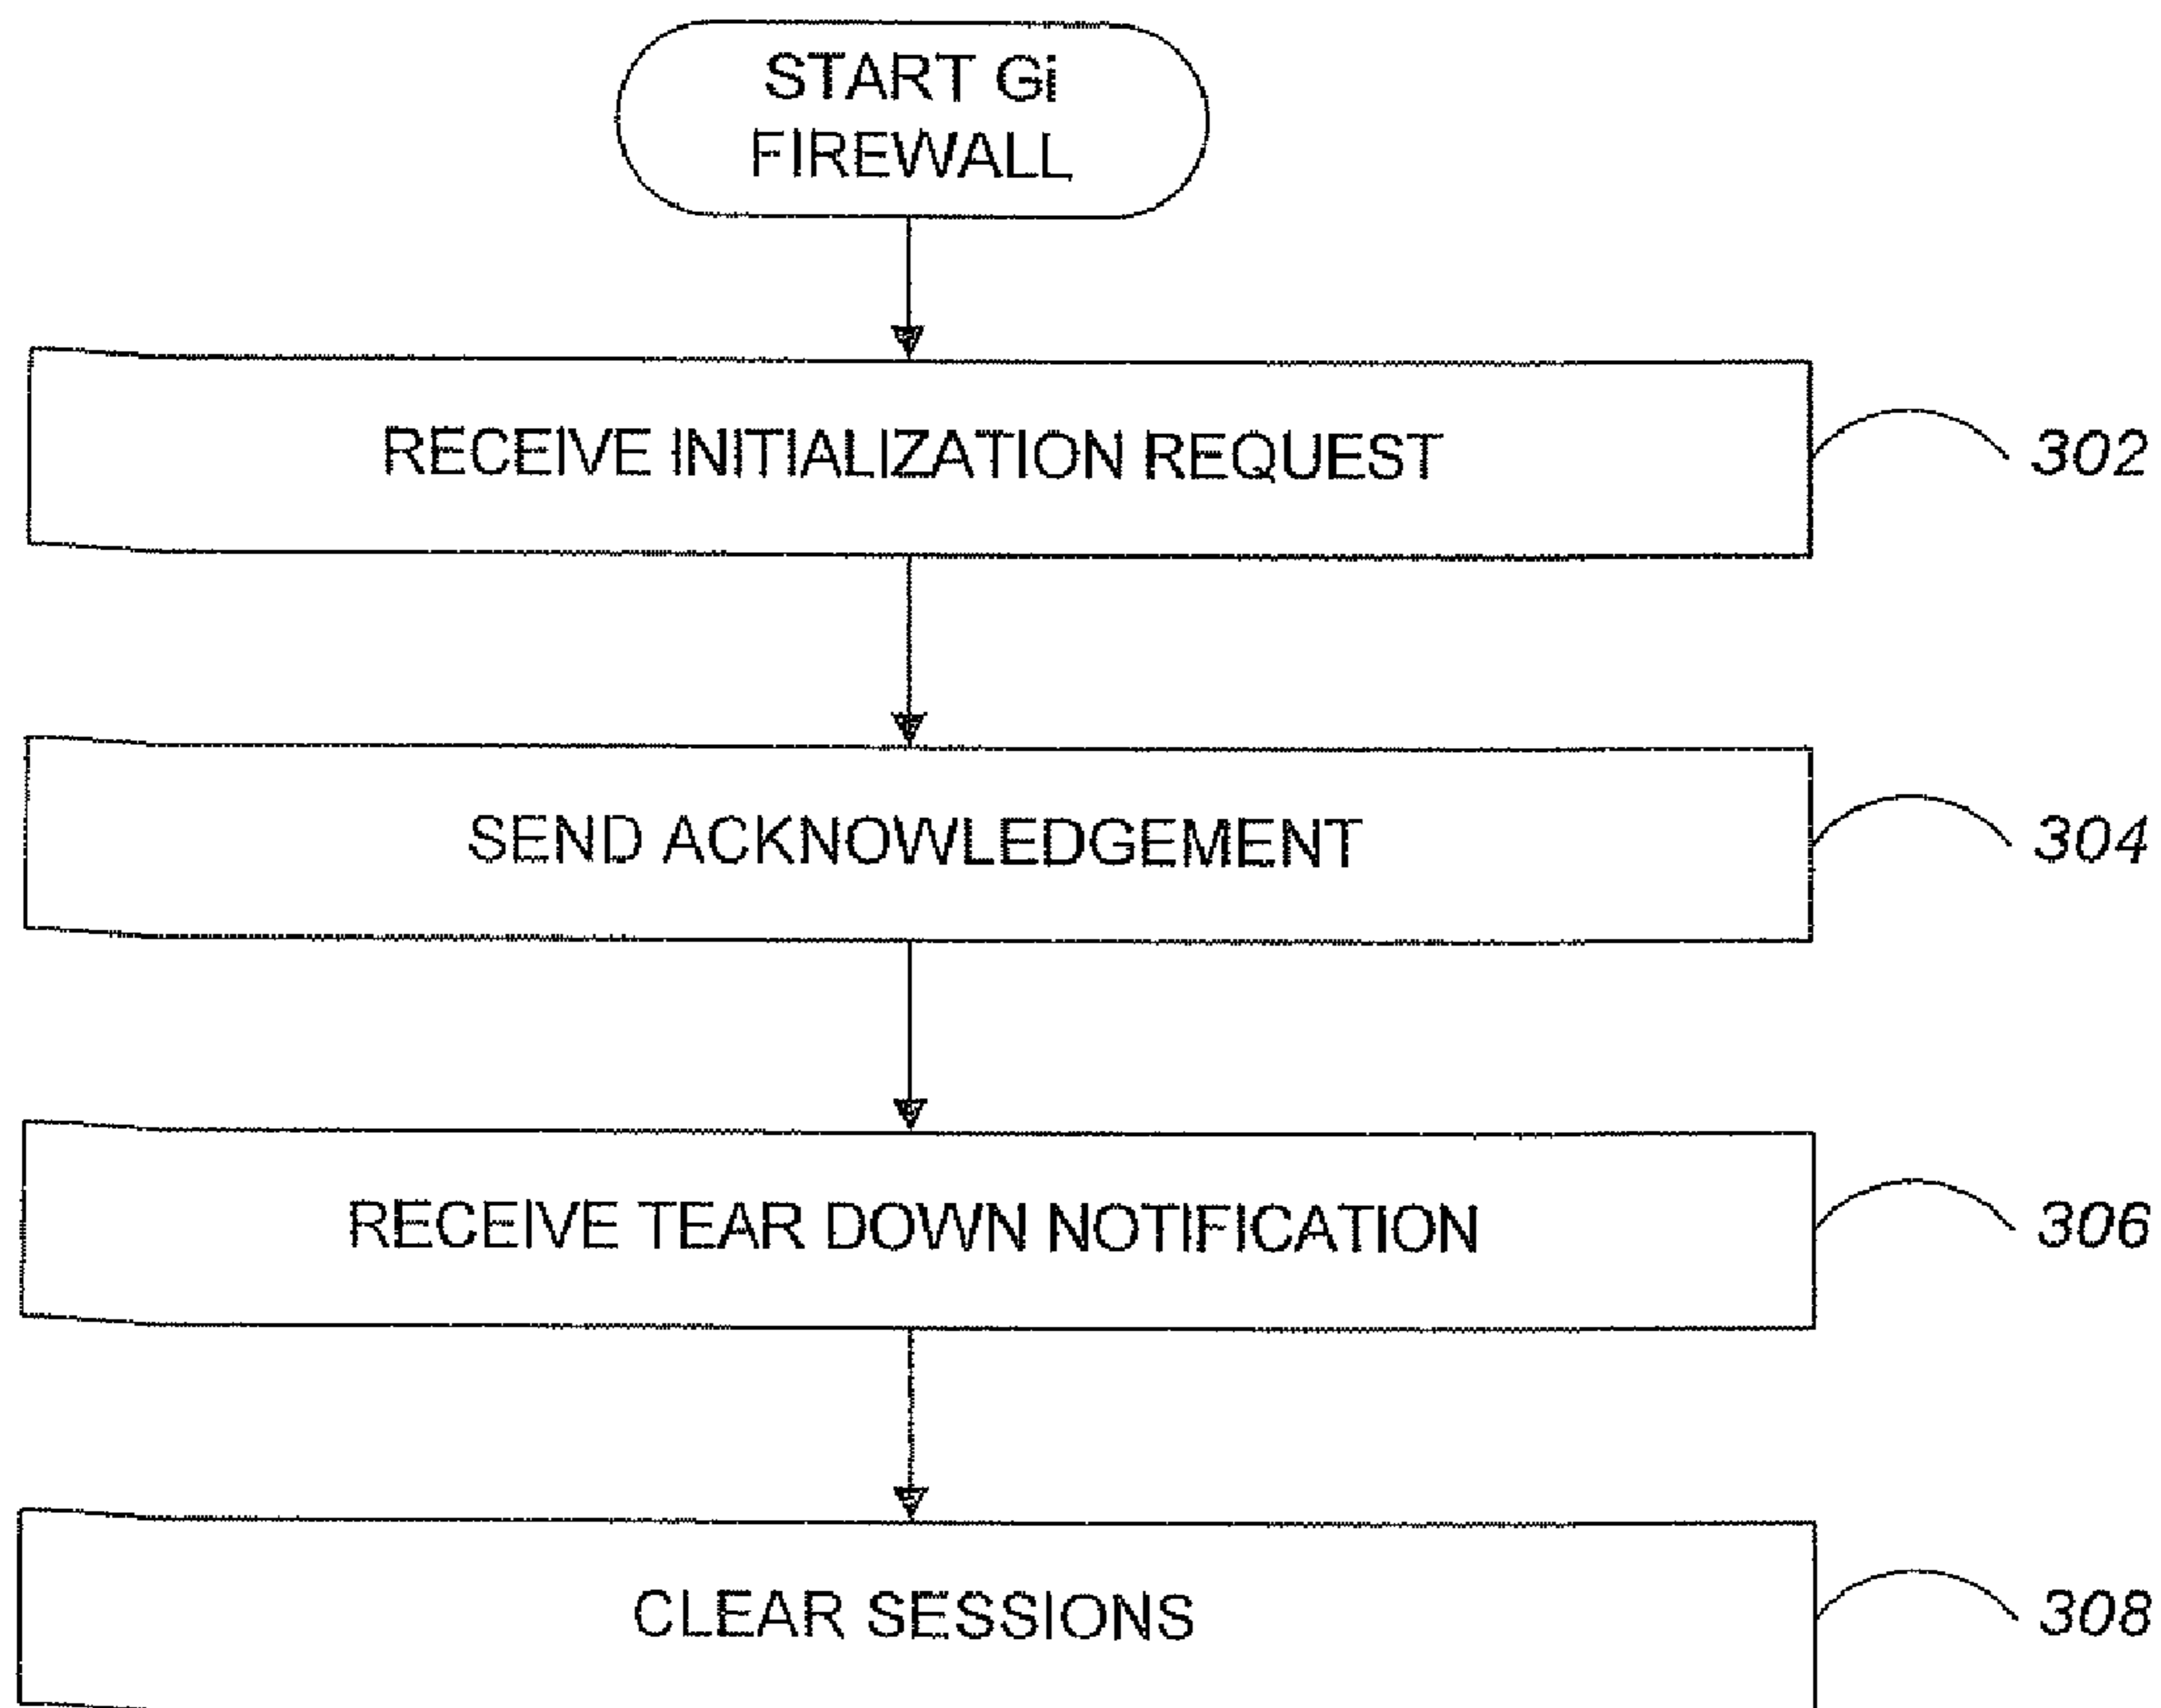 START Gi
FIREWALL
RECEIVE INITIALIZATION REQUEST
302
SEND ACKNOWLEDGEMENT
304
RECEIVE TEAR DOWN NOTIFICATION
306
CLEAR SESSIONS
308